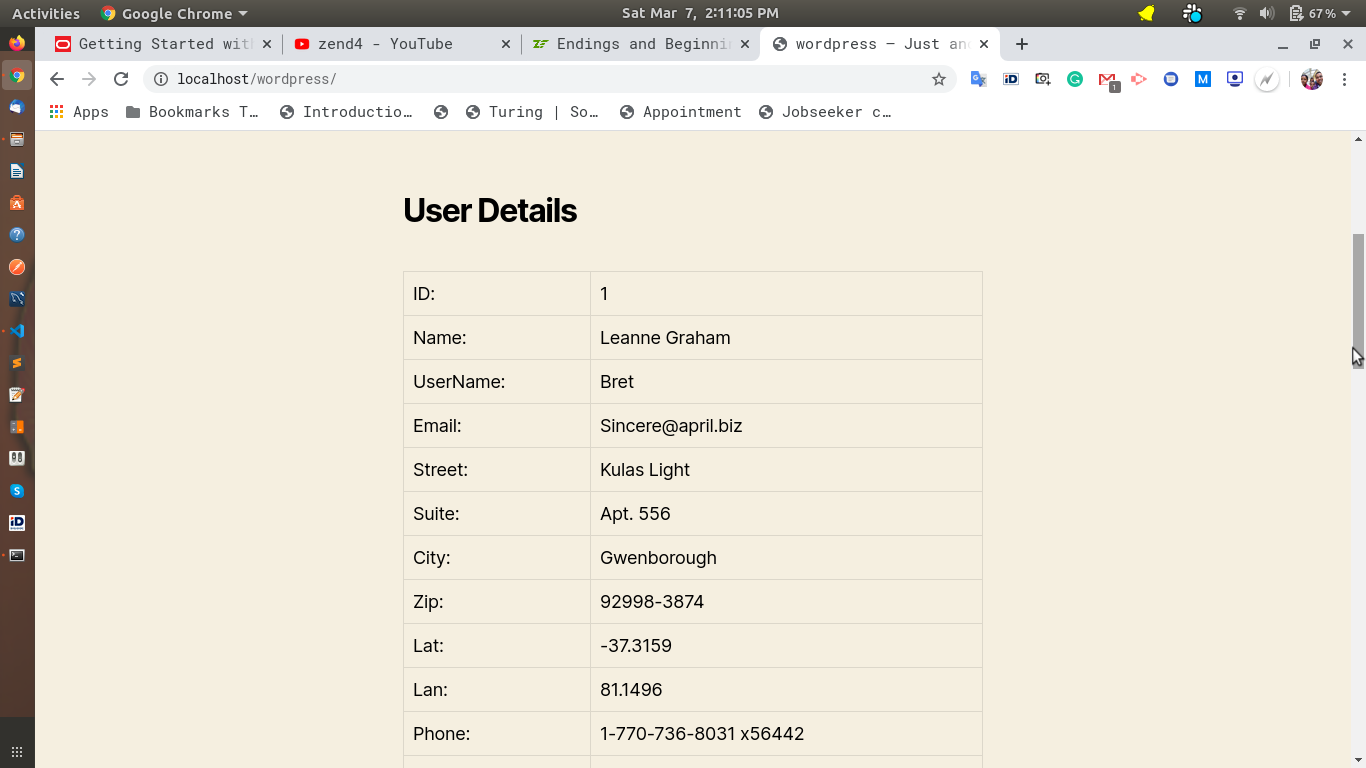 Activities Google Chrome Sat Mar 7, 2:11:05 PM 67%
Getting Started wit zend4 - YouTube Endings and Beginni wordpress – Just an
localhost/wordpress/ 1
Apps Bookmarks T… Introductio… Turing | So… Appointment Jobseeker c…
User Details
ID: 1
Name: Leanne Graham
UserName: Bret
Email: Sincere@april.biz
Street: Kulas Light
Suite: Apt. 556
City: Gwenborough
Zip: 92998-3874
Lat: -37.3159
Lan: 81.1496
Phone: 1-770-736-8031 x56442